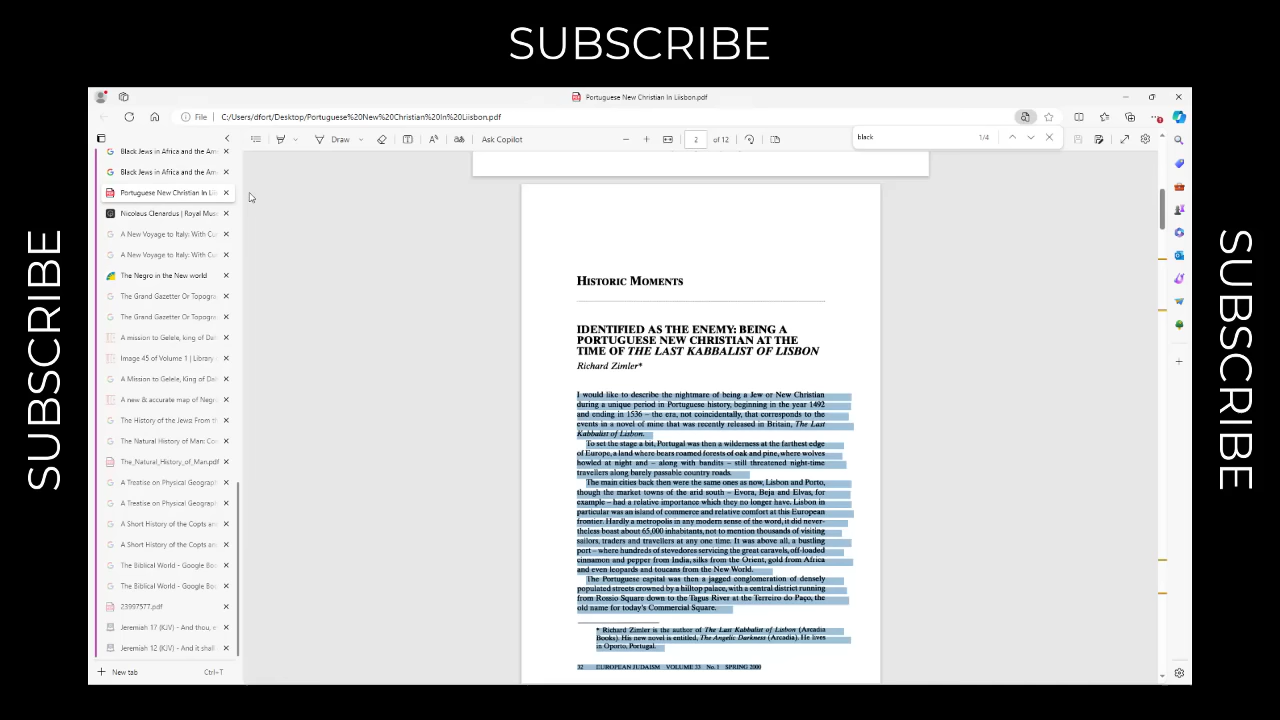 SUBSCRIBE
SUBSCRIBE
SUBSCRIBE
Portuguese New Christian In Liisbon.pdf
File
C:/Users/dfort/Desktop/Portuguese%20New%20Christian%20In%20Liisbon.pdf
Draw
Ask Copilot
2
of 12
black
1/4
Black Jews in Africa and the Am
Black Jews in Africa and the Am
Portuguese New Christian In Lii
Nicolaus Clenardus | Royal Mus
A New Voyage to Italy: With Cu
A New Voyage to Italy: With Cu
The Negro in the New world
The Grand Gazetter Or Topogra
The Grand Gazetter Or Topogra
A mission to Gelele, king of Dal
Image 45 of Volume 1 | Library
A Mission to Gelele, King of Dal
A new & accurate map of Negr
The History of the Jews: From t
The Natural History of Man: Co
The_Natural_History_of_Man.pdf
A Treatise on Physical Geograp
A Treatise on Physical Geograp
A Short History of the Copts an
A Short History of the Copts an
The Biblical World - Google Boo
The Biblical World - Google Boo
23997577.pdf
Jeremiah 17 (KJV) - And thou, e
Jeremiah 12 (KJV) - And it shall
New tab
Ctrl+T
HISTORIC MOMENTS
IDENTIFIED AS THE ENEMY: BEING A
PORTUGUESE NEW CHRISTIAN AT THE
TIME OF THE LAST KABBALIST OF LISBON
Richard Zimler*
I would like to describe the nightmare of being a Jew or New Christian
during a unique period in Portuguese history, beginning in the year 1492
and ending in 1536 – the era, not coincidentally, that corresponds to the
events in a novel of mine that was recently released in Britain, The Last
Kabbalist of Lisbon.
To set the stage a bit, Portugal was then a wilderness at the farthest edge
of Europe, a land where bears roamed forests of oak and pine, where wolves
howled at night and – along with bandits – still threatened night-time
travellers along barely passable country roads.
The main cities back then were the same ones as now, Lisbon and Porto,
though the market towns of the arid south – Evora, Beja and Elvas, for
example – had a relative importance which they no longer have. Lisbon in
particular was an island of commerce and relative comfort at this European
frontier. Hardly a metropolis in any modern sense of the word, it did never-
theless boast about 65,000 inhabitants, not to mention thousands of visiting
sailors, traders and travellers at any one time. It was above all, a bustling
port – where hundreds of stevedores servicing the great caravels, off-loaded
cinnamon and pepper from India, silks from the Orient, gold from Africa
and even leopards and toucans from the New World.
The Portuguese capital was then a jagged conglomeration of densely
populated streets crowned by a hilltop palace, with a central district running
from Rossio Square down to the Tagus River at the Terreiro do Paço, the
old name for today's Commercial Square.
* Richard Zimler is the author of The Last Kabbalist of Lisbon (Arcadia
Books). His new novel is entitled, The Angelic Darkness (Arcadia). He lives
in Oporto, Portugal.
32 EUROPEAN JUDAISM VOLUME 33 No.1 SPRING 2000